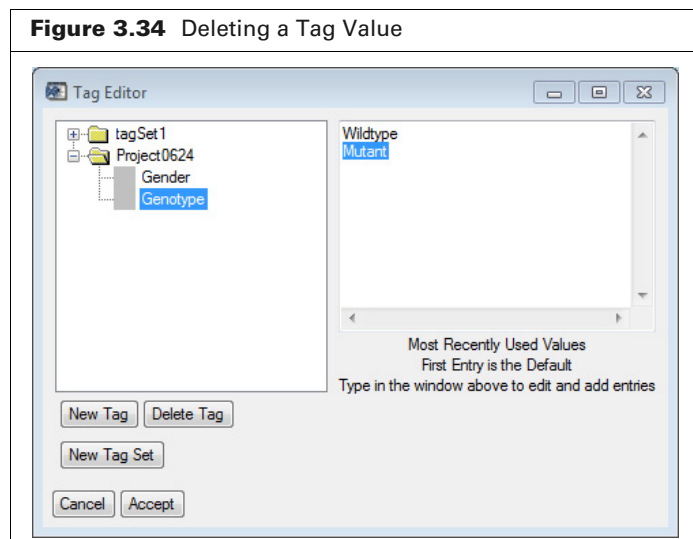 Figure 3.34 Deleting a Tag Value
Tag Editor
tagSet1
Project0624
Gender
Genotype
Wildtype
Mutant
Most Recently Used Values
First Entry is the Default
Type in the window above to edit and add entries
New Tag Delete Tag
New Tag Set
Cancel Accept